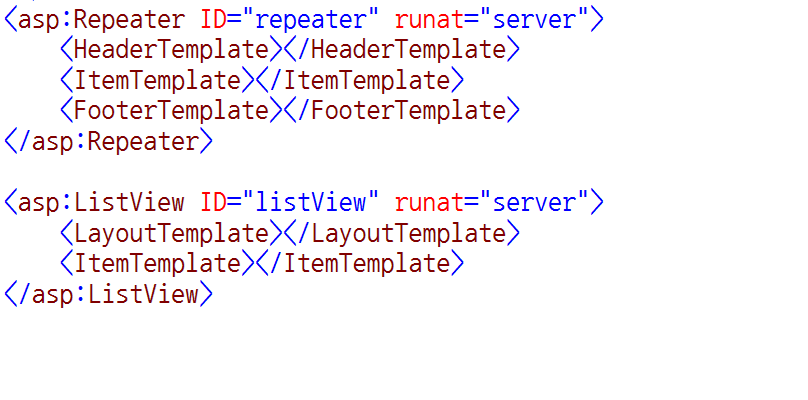 <asp:Repeater ID="repeater" runat="server">
    <HeaderTemplate></HeaderTemplate>
    <ItemTemplate></ItemTemplate>
    <FooterTemplate></FooterTemplate>
</asp:Repeater>

<asp:ListView ID="listView" runat="server">
    <LayoutTemplate></LayoutTemplate>
    <ItemTemplate></ItemTemplate>
</asp:ListView>